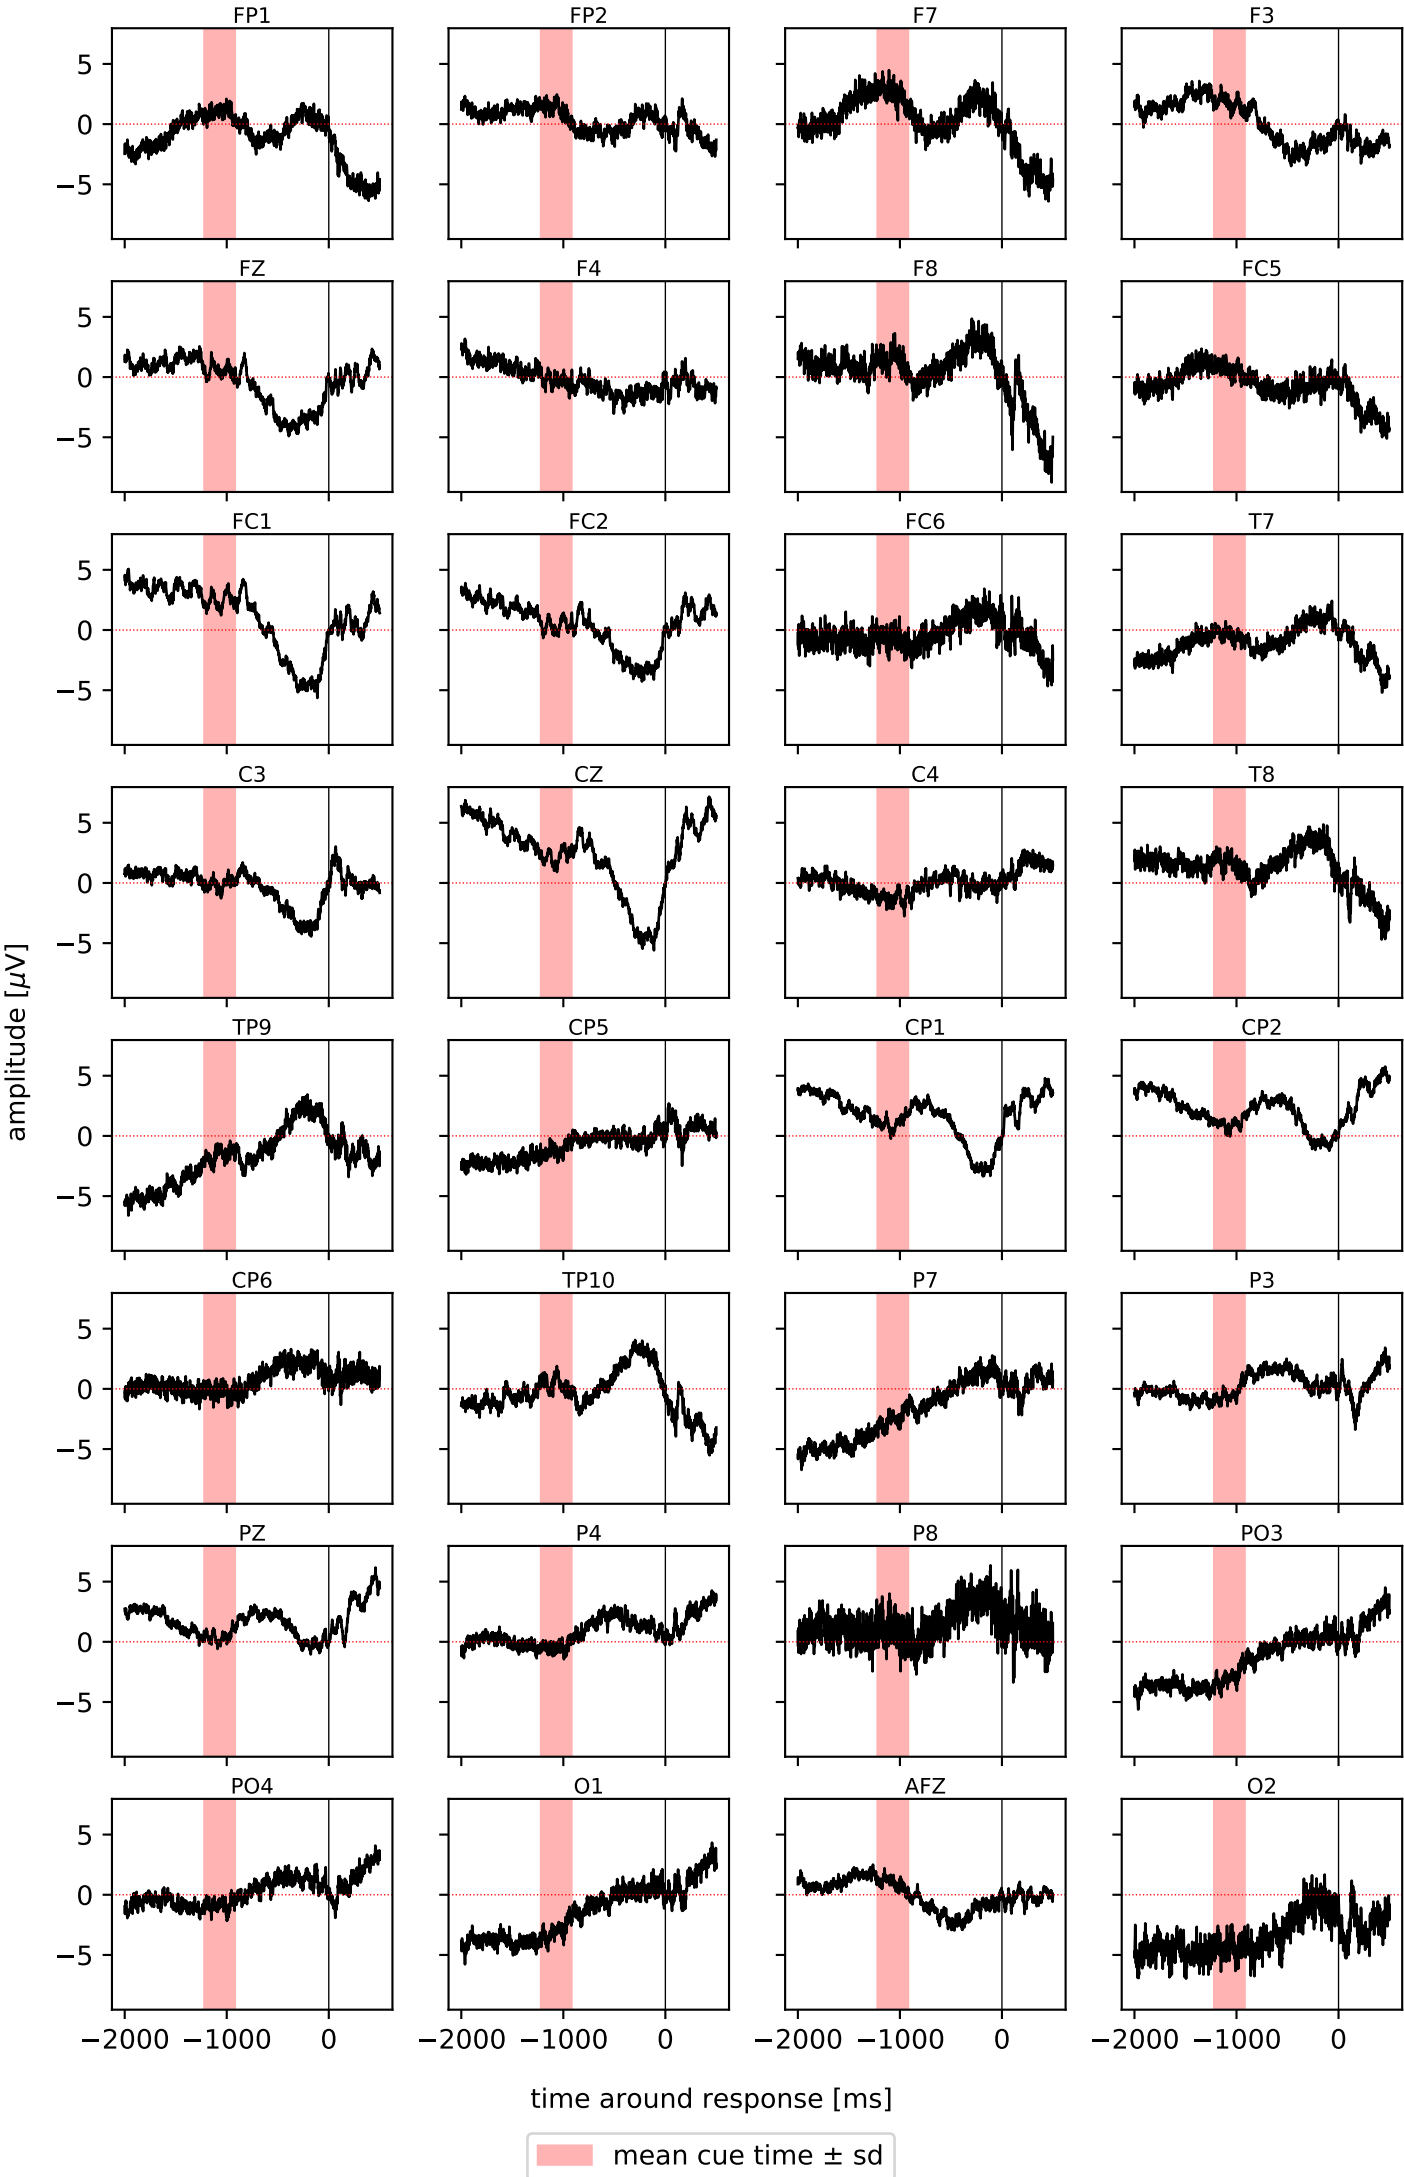 FP1 FP2 F7 F3
5
0
−5
FZ F4 F8 FC5
5
0
−5
FC1 FC2 FC6 T7
5
0
−5
C3 CZ C4 T8
5
0
−5
amplitude [μV]
TP9 CP5 CP1 CP2
5
0
−5
CP6 TP10 P7 P3
5
0
−5
PZ P4 P8 PO3
5
0
−5
PO4 O1 AFZ O2
5
0
−5
−2000 −1000 0 −2000 −1000 0 −2000 −1000 0 −2000 −1000 0
time around response [ms]
mean cue time ± sd